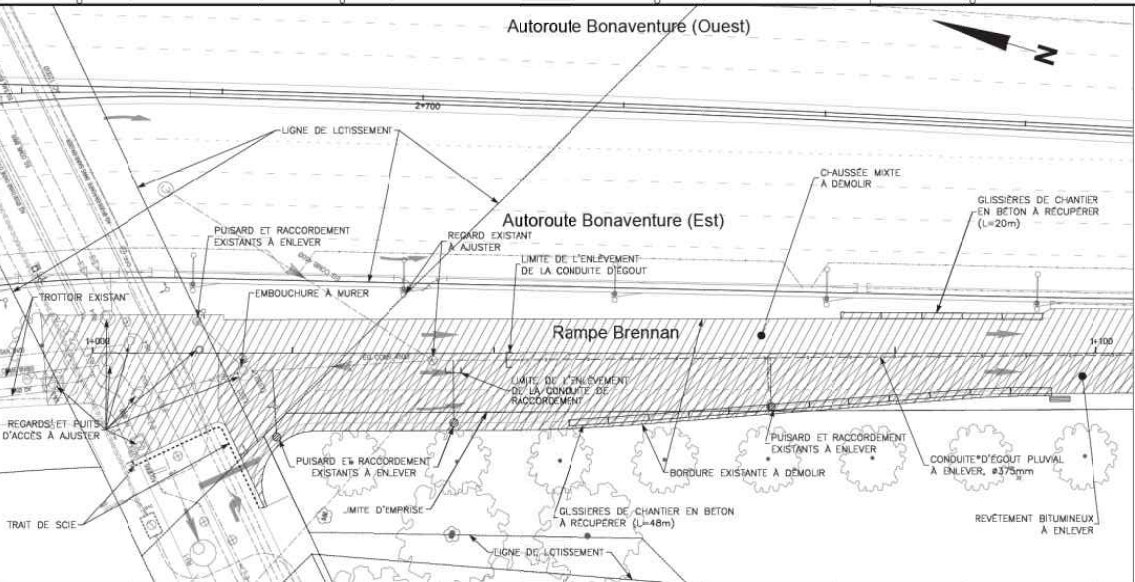 Autoroute Bonaventure (Ouest)
N
2+700
LIGNE DE LOTISSEMENT
CHAUSSÉE MIXTE
À DÉMOLIR
GLISSIÈRES DE CHANTIER
EN BÉTON À RÉCUPÉRER
(L=20m)
Autoroute Bonaventure (Est)
PUISARD ET RACCORDEMENT
EXISTANTS À ENLEVER
REGARD EXISTANT
À AJUSTER
LIMITE DE L'ENLÈVEMENT
DE LA CONDUITE D'ÉGOUT
TROTTOIR EXISTAN
EMBOUCHURE À MURER
Rampe Brennan
1+000
1+100
LIMITE DE L'ENLÈVEMENT
DE LA CONDUITE DE
RACCORDEMENT
REGARDS ET PUITS
D'ACCÈS À AJUSTER
PUISARD ET RACCORDEMENT
EXISTANTS À ENLEVER
PUISARD ET RACCORDEMENT
EXISTANTS À ENLEVER
BORDURE EXISTANTE À DÉMOLIR
CONDUITE D'ÉGOUT PLUVIAL
À ENLEVER, ø375mm
LIMITE D'EMPRISE
GLISSIÈRES DE CHANTIER EN BÉTON
À RÉCUPÉRER (L=48m)
REVÊTEMENT BITUMINEUX
À ENLEVER
TRAIT DE SCIE
LIGNE DE LOTISSEMENT